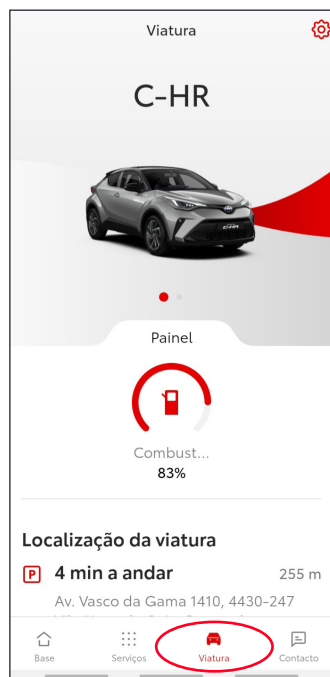 Viatura
C-HR
Painel
Combust...
83%
Localização da viatura
P 4 min a andar 255 m
Av. Vasco da Gama 1410, 4430-247
Base Serviços Viatura Contacto